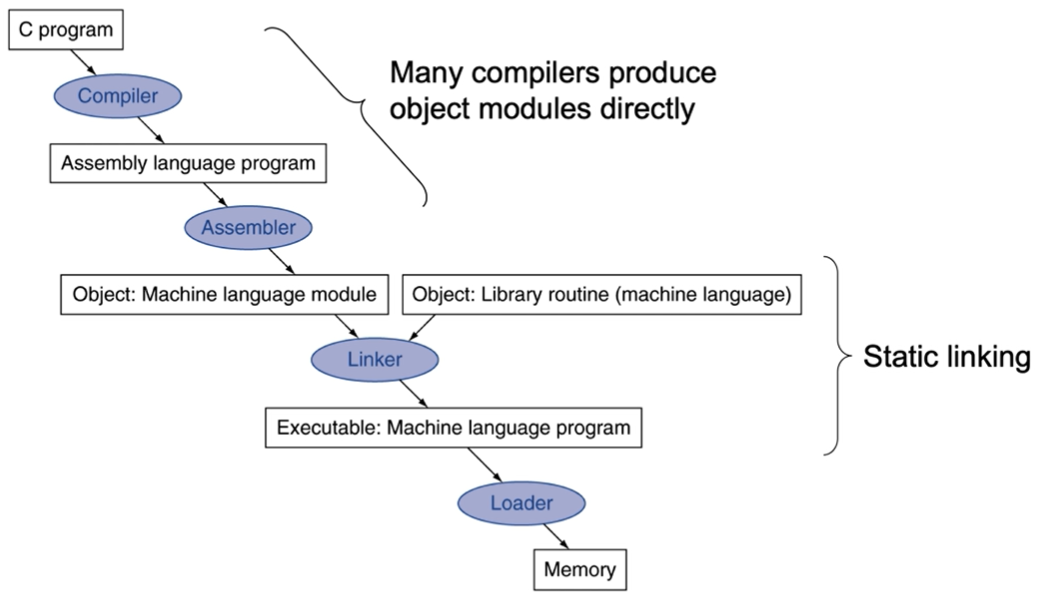 C program
Many compilers produce
object modules directly
Compiler
Assembly language program
Assembler
Object: Machine language module
Object: Library routine (machine language)
Linker
Static linking
Executable: Machine language program
Loader
Memory